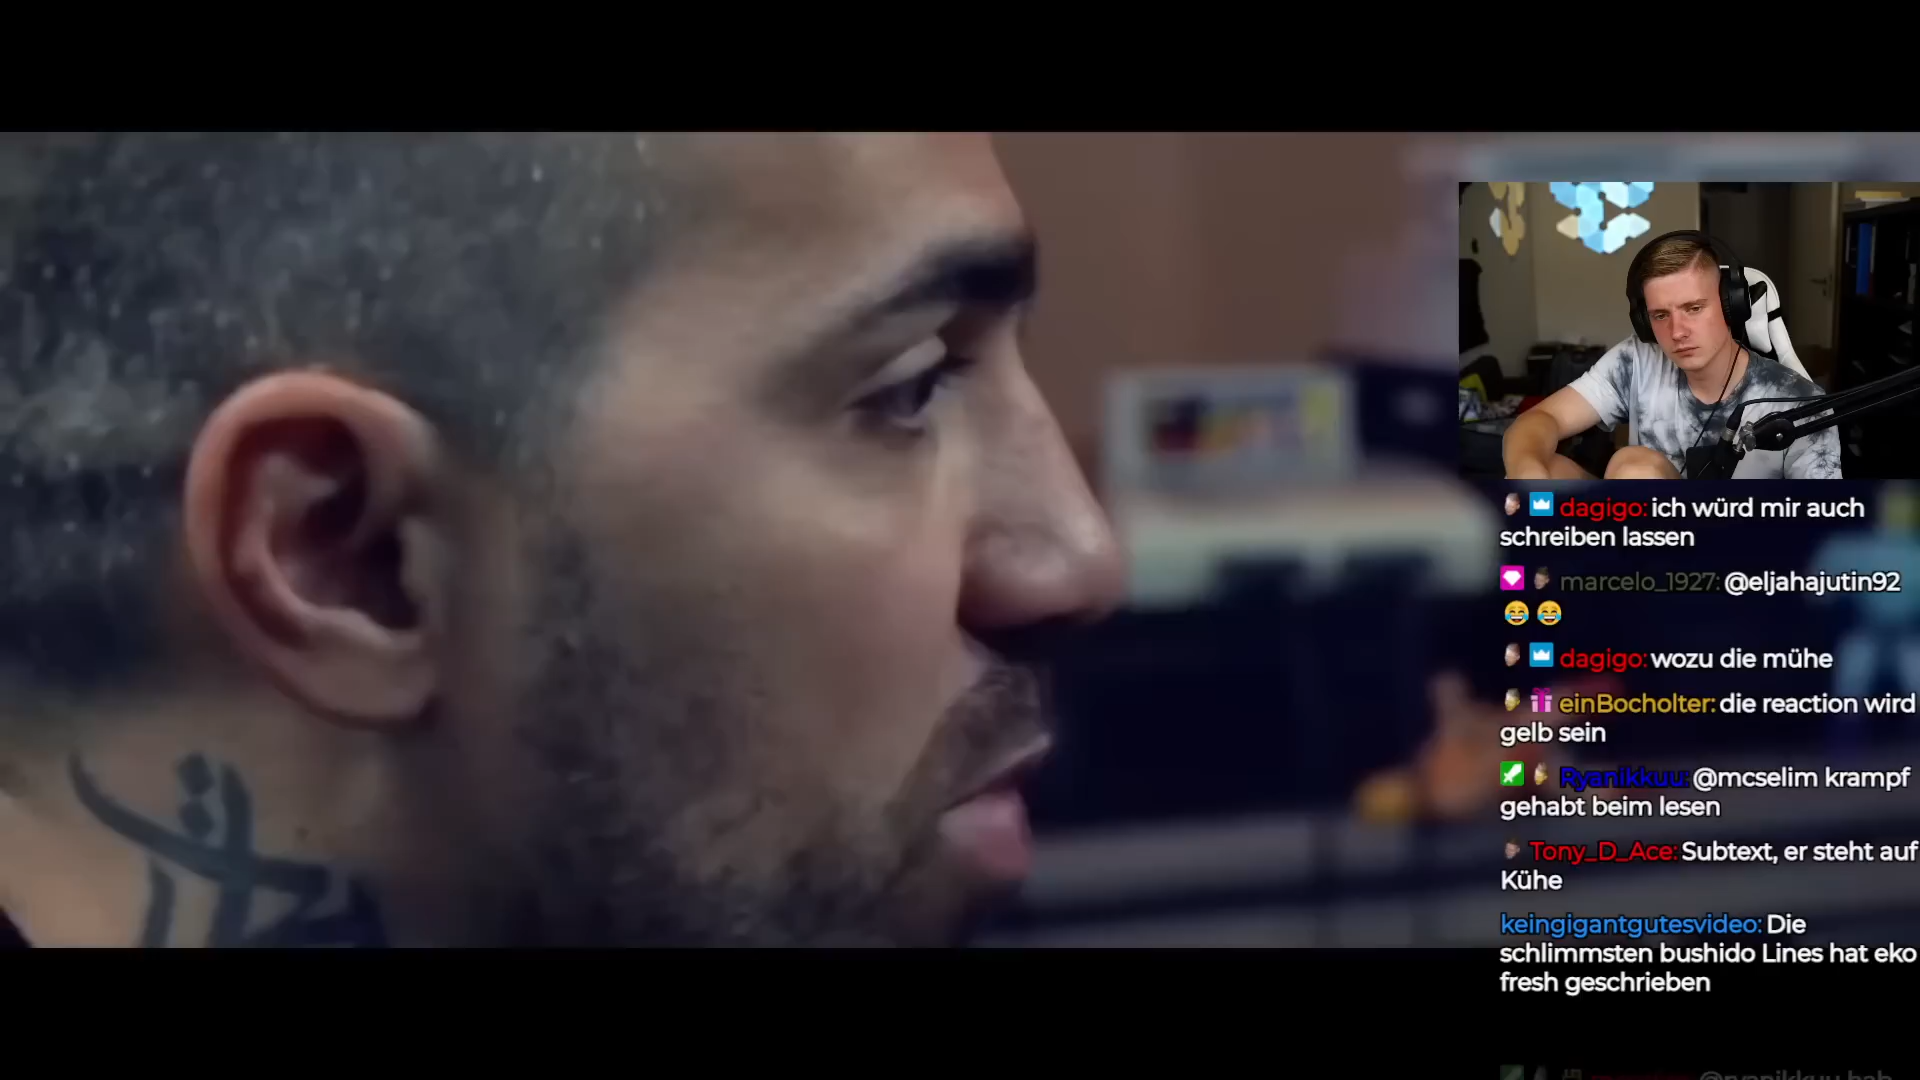 dagigo: ich würd mir auch
schreiben lassen
marcelo_1927: @eljahajutin92
dagigo: wozu die mühe
einBocholter: die reaction wird
gelb sein
Ryanikkuu: @mcselim krampf
gehabt beim lesen
Tony_D_Ace: Subtext, er steht auf
Kühe
keingigantgutesvideo: Die
schlimmsten bushido Lines hat eko
fresh geschrieben